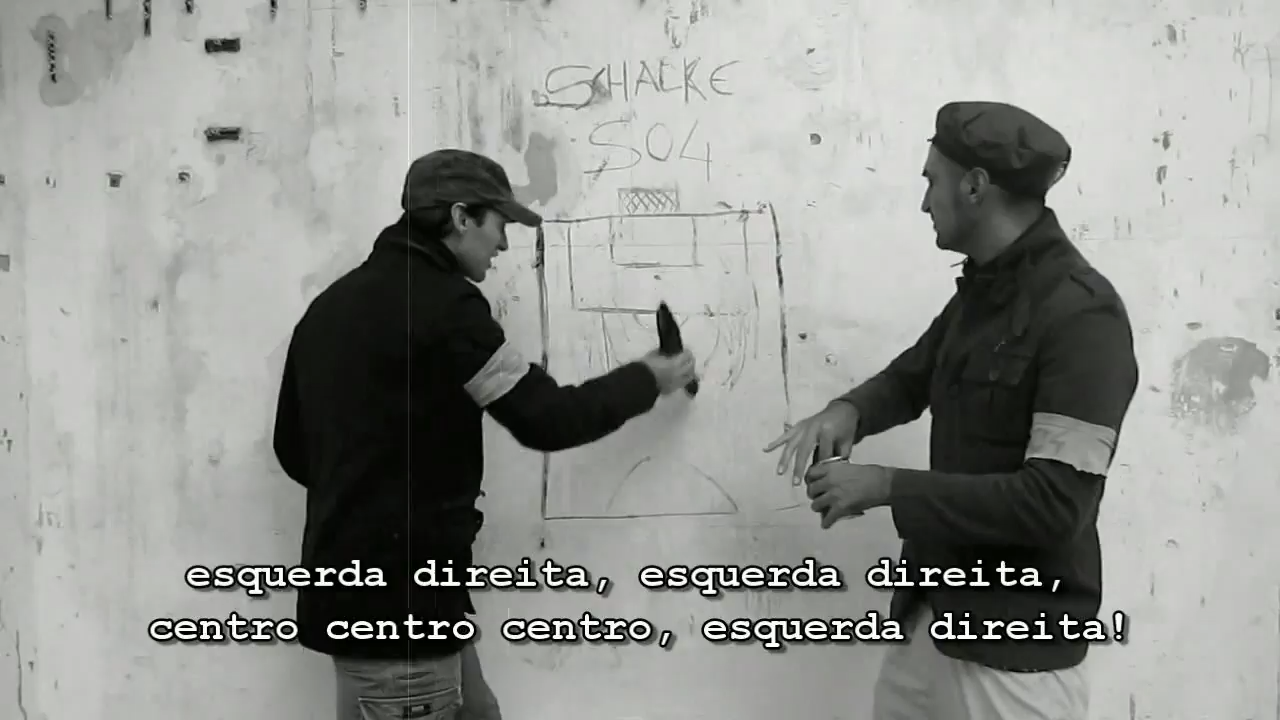 SCHALKE
S04
esquerda direita, esquerda direita,
centro centro centro, esquerda direita!